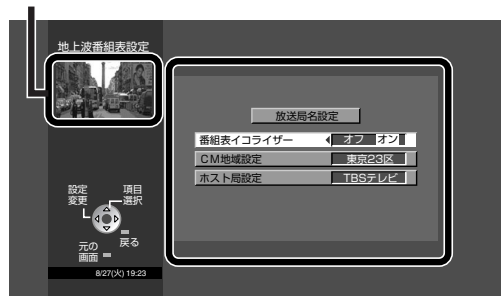 地上波番組表設定
放送局名設定
番組表イコライザー オフ オン
CM地域設定 東京23区
ホスト局設定 TBSテレビ
設定変更
項目選択
元の画面
戻る
8/27(火) 19:23